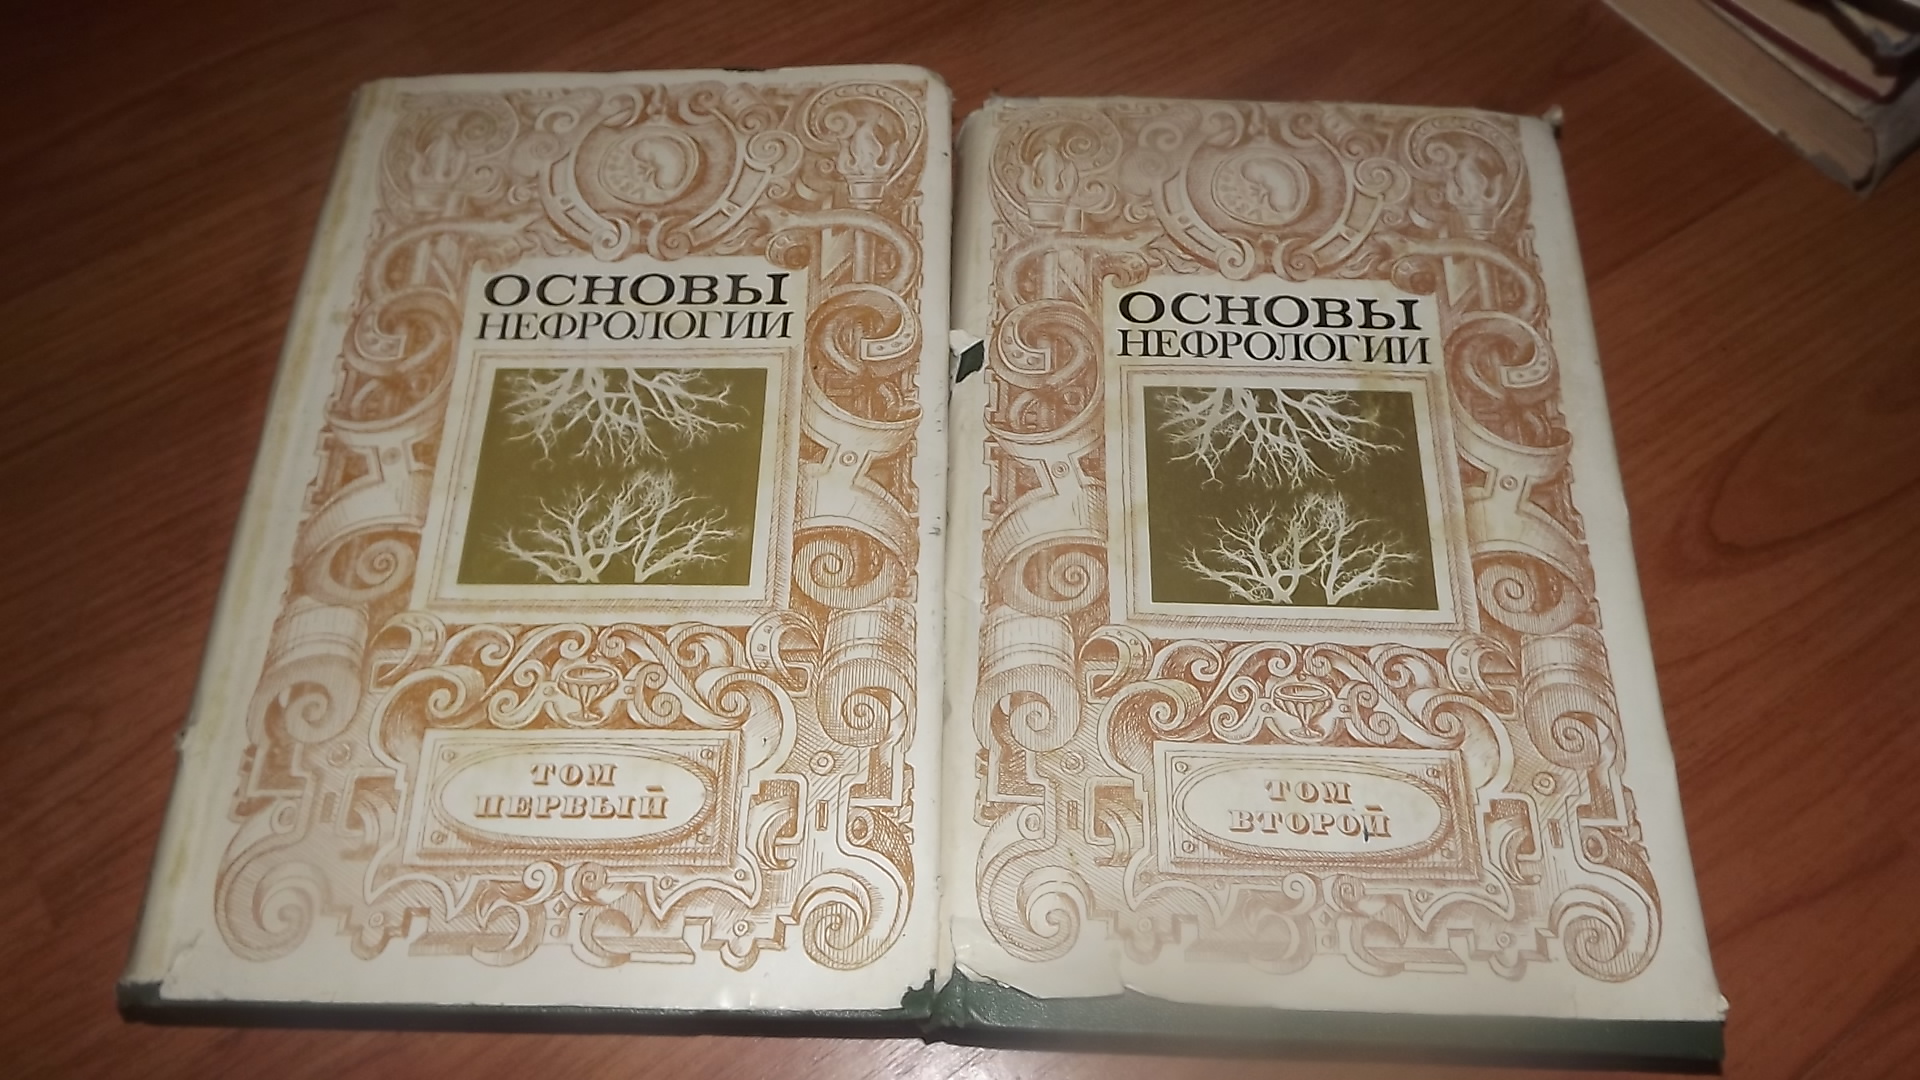 ОСНОВЫ
НЕФРОЛОГИИ
ТОМ
ПЕРВЫЙ
ОСНОВЫ
НЕФРОЛОГИИ
ТОМ
ВТОРОЙ